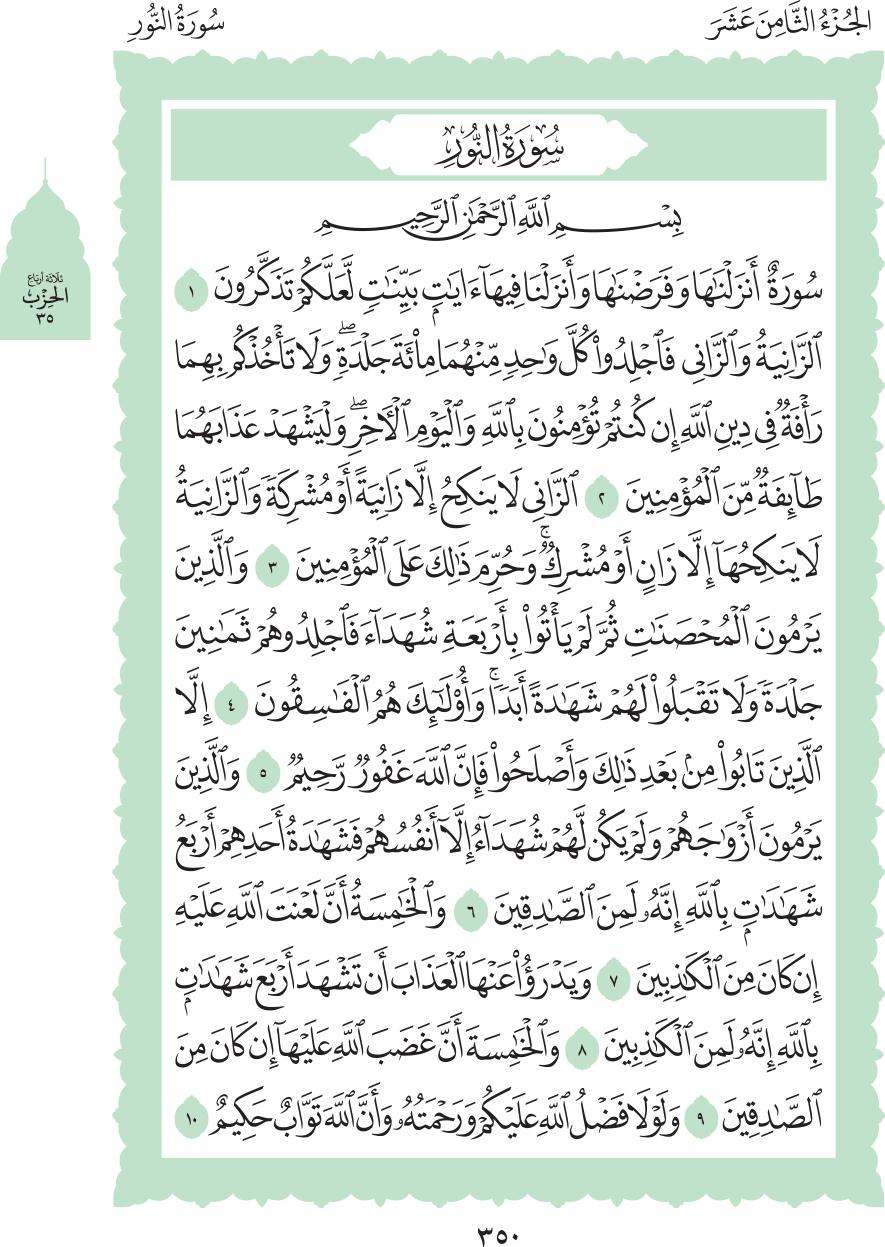 الجُزْءُ الثَّامِنَ عَشَرَ
سُورَةُ النُّورِ
سُورَةُ النُّورِ
ثلاثة أرباع
الحِزْب
٣٥
بِسْمِ ٱللَّهِ ٱلرَّحْمَٰنِ ٱلرَّحِيمِ
سُورَةٌ أَنزَلْنَٰهَا وَفَرَضْنَٰهَا وَأَنزَلْنَا فِيهَآ ءَايَٰتٍۭ بَيِّنَٰتٍ لَّعَلَّكُمْ تَذَكَّرُونَ ١
ٱلزَّانِيَةُ وَٱلزَّانِى فَٱجْلِدُوا۟ كُلَّ وَٰحِدٍ مِّنْهُمَا مِا۟ئَةَ جَلْدَةٍ ۖ وَلَا تَأْخُذْكُم بِهِمَا
رَأْفَةٌ فِى دِينِ ٱللَّهِ إِن كُنتُمْ تُؤْمِنُونَ بِٱللَّهِ وَٱلْيَوْمِ ٱلْءَاخِرِ ۖ وَلْيَشْهَدْ عَذَابَهُمَا
طَآئِفَةٌ مِّنَ ٱلْمُؤْمِنِينَ ٢ ٱلزَّانِى لَا يَنكِحُ إِلَّا زَانِيَةً أَوْ مُشْرِكَةً وَٱلزَّانِيَةُ
لَا يَنكِحُهَآ إِلَّا زَانٍ أَوْ مُشْرِكٌ ۚ وَحُرِّمَ ذَٰلِكَ عَلَى ٱلْمُؤْمِنِينَ ٣ وَٱلَّذِينَ
يَرْمُونَ ٱلْمُحْصَنَٰتِ ثُمَّ لَمْ يَأْتُوا۟ بِأَرْبَعَةِ شُهَدَآءَ فَٱجْلِدُوهُمْ ثَمَٰنِينَ
جَلْدَةً وَلَا تَقْبَلُوا۟ لَهُمْ شَهَٰدَةً أَبَدًا ۚ وَأُو۟لَٰٓئِكَ هُمُ ٱلْفَٰسِقُونَ ٤ إِلَّا
ٱلَّذِينَ تَابُوا۟ مِنۢ بَعْدِ ذَٰلِكَ وَأَصْلَحُوا۟ فَإِنَّ ٱللَّهَ غَفُورٌ رَّحِيمٌ ٥ وَٱلَّذِينَ
يَرْمُونَ أَزْوَٰجَهُمْ وَلَمْ يَكُن لَّهُمْ شُهَدَآءُ إِلَّآ أَنفُسُهُمْ فَشَهَٰدَةُ أَحَدِهِمْ أَرْبَعُ
شَهَٰدَٰتٍۭ بِٱللَّهِ إِنَّهُۥ لَمِنَ ٱلصَّٰدِقِينَ ٦ وَٱلْخَٰمِسَةُ أَنَّ لَعْنَتَ ٱللَّهِ عَلَيْهِ
إِن كَانَ مِنَ ٱلْكَٰذِبِينَ ٧ وَيَدْرَؤُا۟ عَنْهَا ٱلْعَذَابَ أَن تَشْهَدَ أَرْبَعَ شَهَٰدَٰتٍۭ
بِٱللَّهِ إِنَّهُۥ لَمِنَ ٱلْكَٰذِبِينَ ٨ وَٱلْخَٰمِسَةَ أَنَّ غَضَبَ ٱللَّهِ عَلَيْهَآ إِن كَانَ مِنَ
ٱلصَّٰدِقِينَ ٩ وَلَوْلَا فَضْلُ ٱللَّهِ عَلَيْكُمْ وَرَحْمَتُهُۥ وَأَنَّ ٱللَّهَ تَوَّابٌ حَكِيمٌ ١٠
٣٥٠